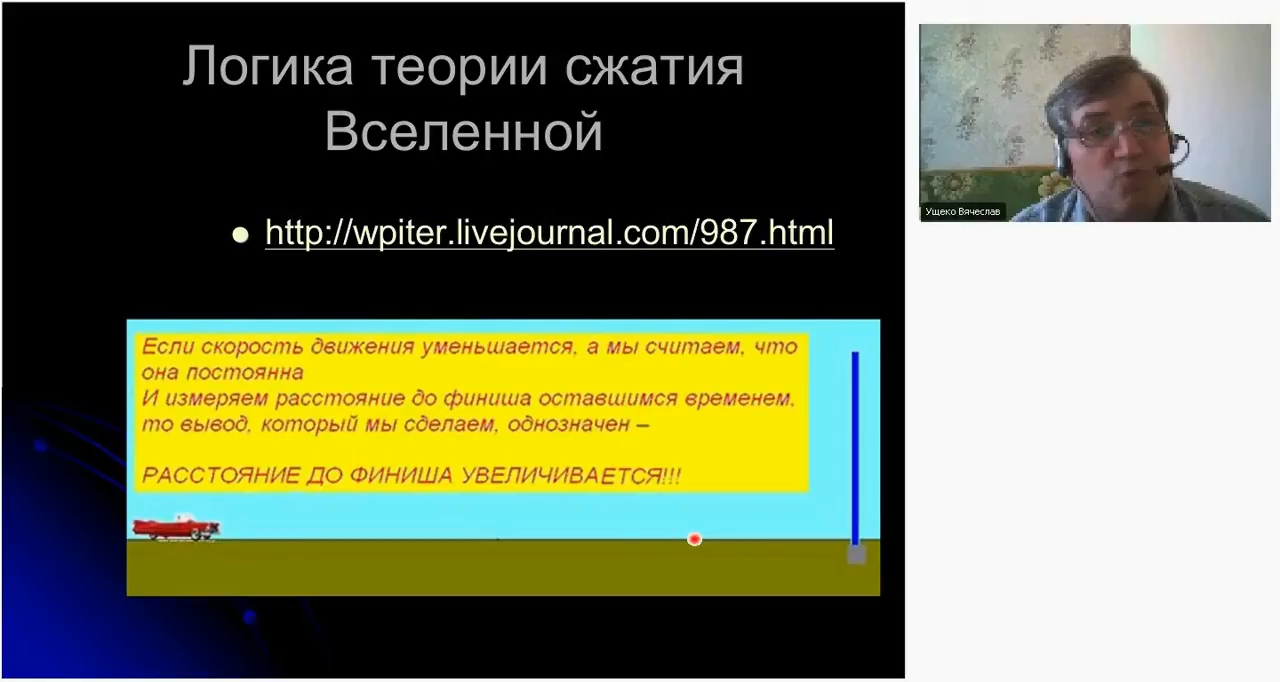 Логика теории сжатия
Вселенной
http://wpiter.livejournal.com/987.html
Если скорость движения уменьшается, а мы считаем, что
она постоянна
И измеряем расстояние до финиша оставшимся временем,
то вывод, который мы сделаем, однозначен –
РАССТОЯНИЕ ДО ФИНИША УВЕЛИЧИВАЕТСЯ!!!
Ущеко Вячеслав